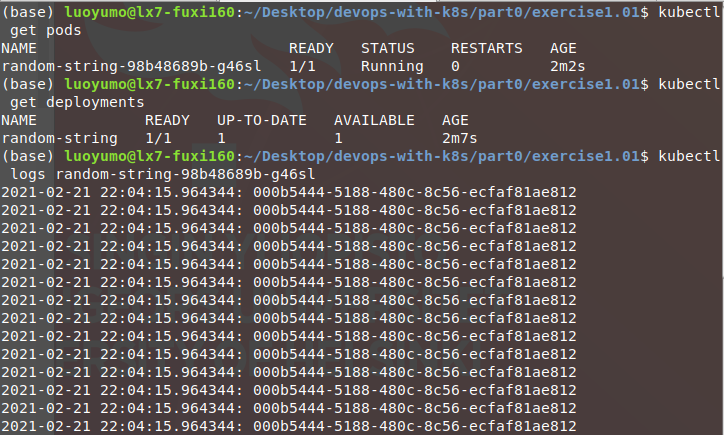 (base) luoyumo@lx7-fuxi160:~/Desktop/devops-with-k8s/part0/exercise1.01$ kubectl
 get pods
NAME                            READY   STATUS    RESTARTS   AGE
random-string-98b48689b-g46sl   1/1     Running   0          2m2s
(base) luoyumo@lx7-fuxi160:~/Desktop/devops-with-k8s/part0/exercise1.01$ kubectl
 get deployments
NAME            READY   UP-TO-DATE   AVAILABLE   AGE
random-string   1/1     1            1           2m7s
(base) luoyumo@lx7-fuxi160:~/Desktop/devops-with-k8s/part0/exercise1.01$ kubectl
 logs random-string-98b48689b-g46sl
2021-02-21 22:04:15.964344: 000b5444-5188-480c-8c56-ecfaf81ae812
2021-02-21 22:04:15.964344: 000b5444-5188-480c-8c56-ecfaf81ae812
2021-02-21 22:04:15.964344: 000b5444-5188-480c-8c56-ecfaf81ae812
2021-02-21 22:04:15.964344: 000b5444-5188-480c-8c56-ecfaf81ae812
2021-02-21 22:04:15.964344: 000b5444-5188-480c-8c56-ecfaf81ae812
2021-02-21 22:04:15.964344: 000b5444-5188-480c-8c56-ecfaf81ae812
2021-02-21 22:04:15.964344: 000b5444-5188-480c-8c56-ecfaf81ae812
2021-02-21 22:04:15.964344: 000b5444-5188-480c-8c56-ecfaf81ae812
2021-02-21 22:04:15.964344: 000b5444-5188-480c-8c56-ecfaf81ae812
2021-02-21 22:04:15.964344: 000b5444-5188-480c-8c56-ecfaf81ae812
2021-02-21 22:04:15.964344: 000b5444-5188-480c-8c56-ecfaf81ae812
2021-02-21 22:04:15.964344: 000b5444-5188-480c-8c56-ecfaf81ae812
2021-02-21 22:04:15.964344: 000b5444-5188-480c-8c56-ecfaf81ae812
2021-02-21 22:04:15.964344: 000b5444-5188-480c-8c56-ecfaf81ae812